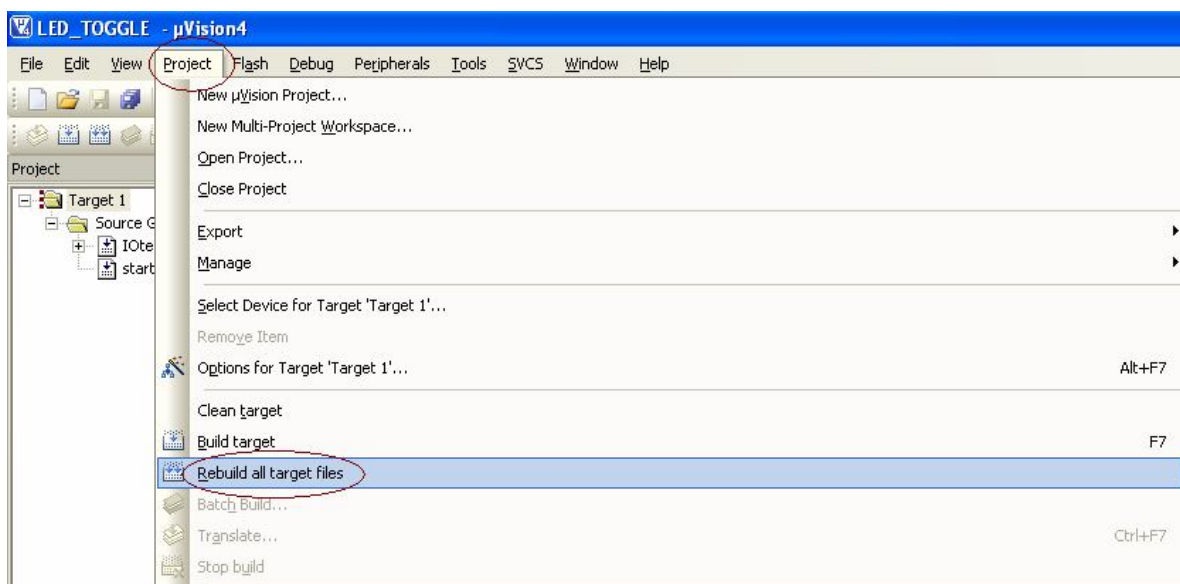 LED_TOGGLE - µVision4
File Edit View Project Flash Debug Peripherals Tools SVCS Window Help
New µVision Project...
New Multi-Project Workspace...
Open Project...
Close Project
Project
Target 1
Source G
IOte
start
Export
Manage
Select Device for Target 'Target 1'...
Remove Item
Options for Target 'Target 1'... Alt+F7
Clean target
Build target F7
Rebuild all target files
Batch Build...
Translate... Ctrl+F7
Stop build